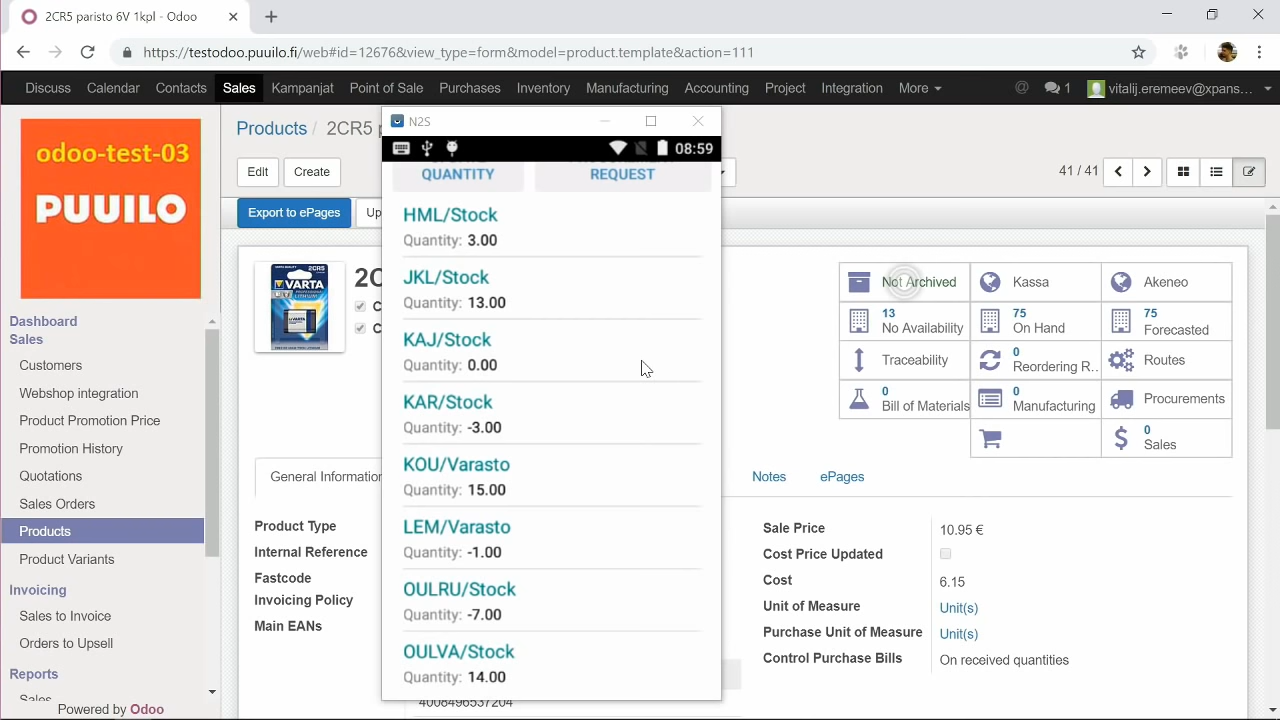 2CR5 paristo 6V 1kpl - Odoo
https://testodoo.puuilo.fi/web#id=12676&view_type=form&model=product.template&action=111
Discuss Calendar Contacts Sales Kampanjat Point of Sale Purchases Inventory Manufacturing Accounting Project Integration More @ 1 vitalij.eremeev@xpans...
odoo-test-03
PUUILO
Products / 2CR5
Edit Create
41 / 41
Export to ePages
Dashboard
Sales
Customers
Webshop integration
Product Promotion Price
Promotion History
Quotations
Sales Orders
Products
Product Variants
Invoicing
Sales to Invoice
Orders to Upsell
Reports
Sales
Powered by Odoo
N2S
08:59
QUANTITY
REQUEST
HML/Stock
Quantity: 3.00
JKL/Stock
Quantity: 13.00
KAJ/Stock
Quantity: 0.00
KAR/Stock
Quantity: -3.00
KOU/Varasto
Quantity: 15.00
LEM/Varasto
Quantity: -1.00
OULRU/Stock
Quantity: -7.00
OULVA/Stock
Quantity: 14.00
VARTA
2CR5
General Information
Product Type
Internal Reference
Fastcode
Invoicing Policy
Main EANs
4008496537204
Not Archived
Kassa
Akeneo
13
No Availability
75
On Hand
75
Forecasted
Traceability
0
Reordering R..
Routes
0
Bill of Materials
0
Manufacturing
Procurements
0
Sales
Notes
ePages
Sale Price 10.95 €
Cost Price Updated
Cost 6.15
Unit of Measure Unit(s)
Purchase Unit of Measure Unit(s)
Control Purchase Bills On received quantities